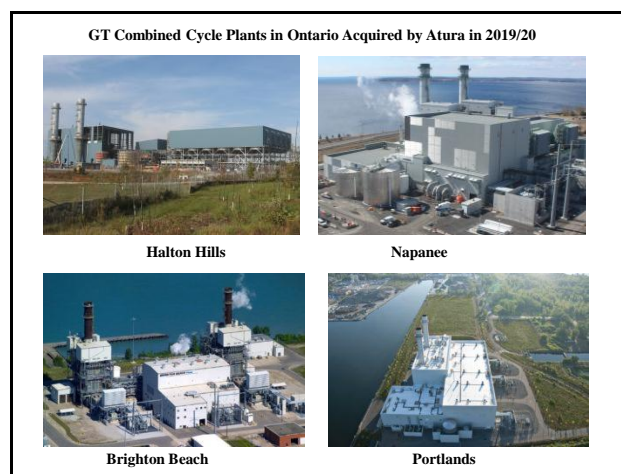 GT Combined Cycle Plants in Ontario Acquired by Atura in 2019/20
Halton Hills
Napanee
Brighton Beach
Portlands